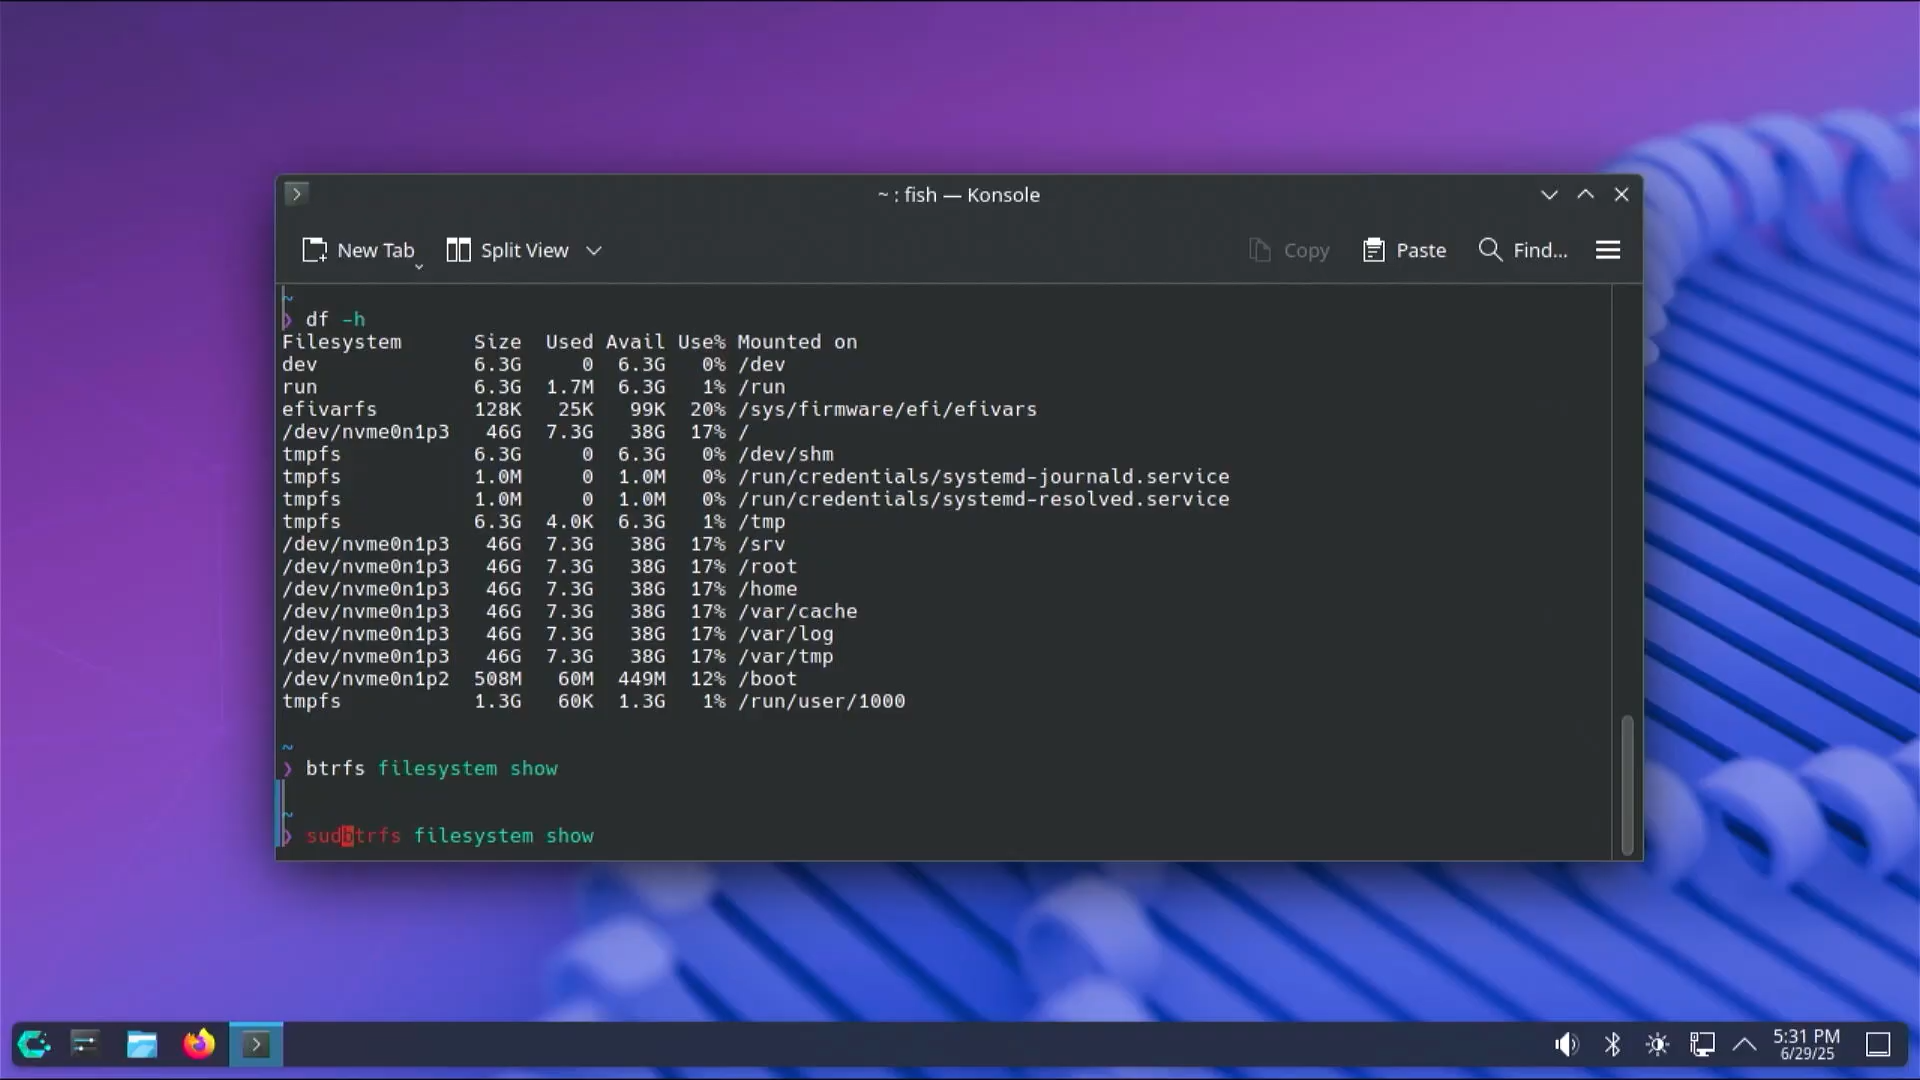 ~ : fish — Konsole
New Tab Split View Copy Paste Find...
~
❯ df -h
Filesystem Size Used Avail Use% Mounted on
dev 6.3G 0 6.3G 0% /dev
run 6.3G 1.7M 6.3G 1% /run
efivarfs 128K 25K 99K 20% /sys/firmware/efi/efivars
/dev/nvme0n1p3 46G 7.3G 38G 17% /
tmpfs 6.3G 0 6.3G 0% /dev/shm
tmpfs 1.0M 0 1.0M 0% /run/credentials/systemd-journald.service
tmpfs 1.0M 0 1.0M 0% /run/credentials/systemd-resolved.service
tmpfs 6.3G 4.0K 6.3G 1% /tmp
/dev/nvme0n1p3 46G 7.3G 38G 17% /srv
/dev/nvme0n1p3 46G 7.3G 38G 17% /root
/dev/nvme0n1p3 46G 7.3G 38G 17% /home
/dev/nvme0n1p3 46G 7.3G 38G 17% /var/cache
/dev/nvme0n1p3 46G 7.3G 38G 17% /var/log
/dev/nvme0n1p3 46G 7.3G 38G 17% /var/tmp
/dev/nvme0n1p2 508M 60M 449M 12% /boot
tmpfs 1.3G 60K 1.3G 1% /run/user/1000
~
❯ btrfs filesystem show
~
❯ sudbtrfs filesystem show
5:31 PM
6/29/25